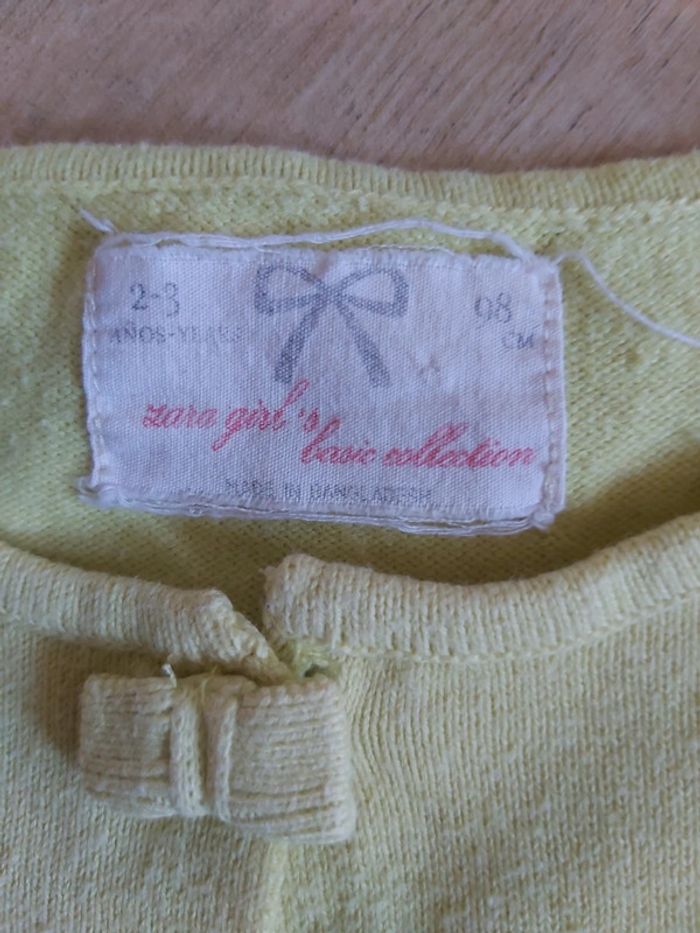 2-3
98
AÑOS-YEARS
CM
zara girl's
basic collection
MADE IN BANGLADESH